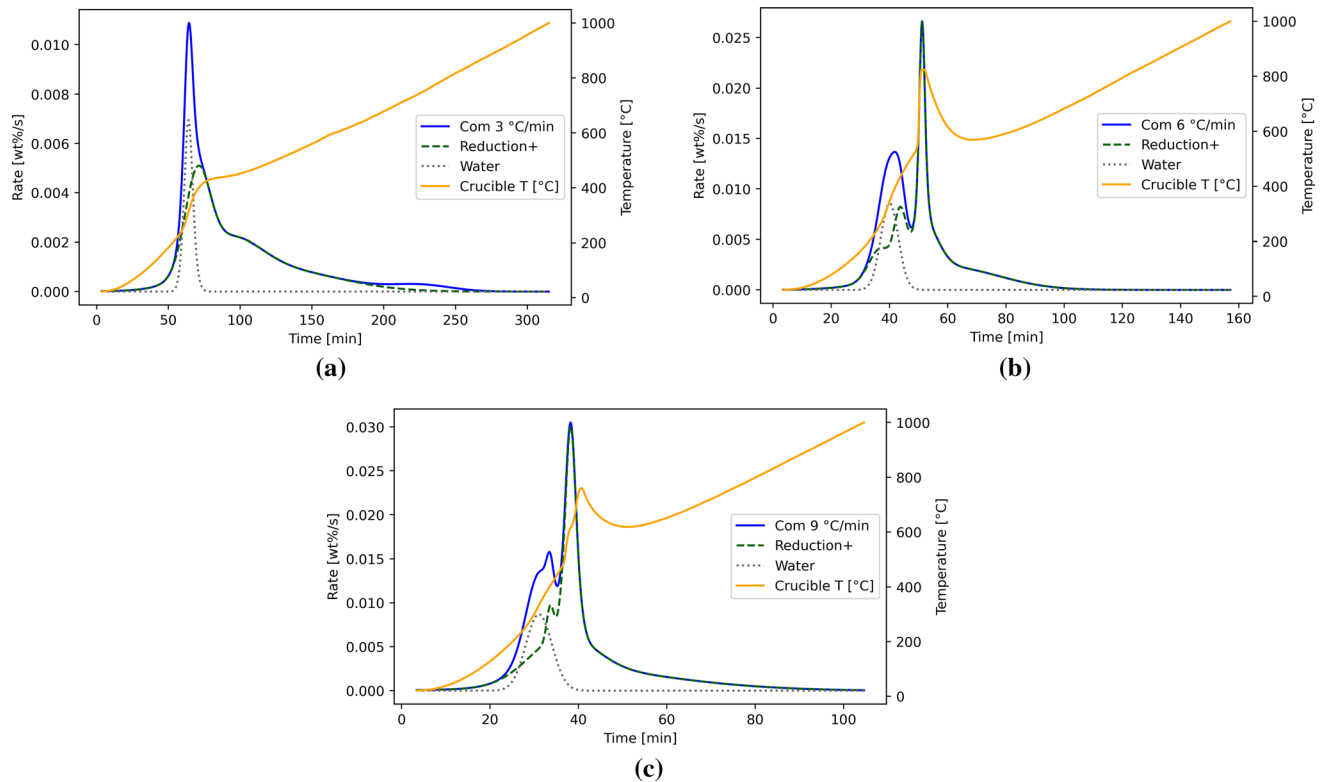 1000
0.010
800
0.008
Rate [wt%/s]
Temperature [°C]
Com 3 °C/min
Reduction+
Water
Crucible T [°C]
600
0.006
400
0.004
200
0.002
0.000
0
0 50 100 150 200 250 300
Time [min]
(a)
1000
0.025
800
0.020
Rate [wt%/s]
Temperature [°C]
Com 6 °C/min
Reduction+
Water
Crucible T [°C]
600
0.015
400
0.010
200
0.005
0.000
0
0 20 40 60 80 100 120 140 160
Time [min]
(b)
0.030
1000
0.025
800
0.020
Rate [wt%/s]
Temperature [°C]
Com 9 °C/min
Reduction+
Water
Crucible T [°C]
600
0.015
400
0.010
200
0.005
0.000
0
0 20 40 60 80 100
Time [min]
(c)